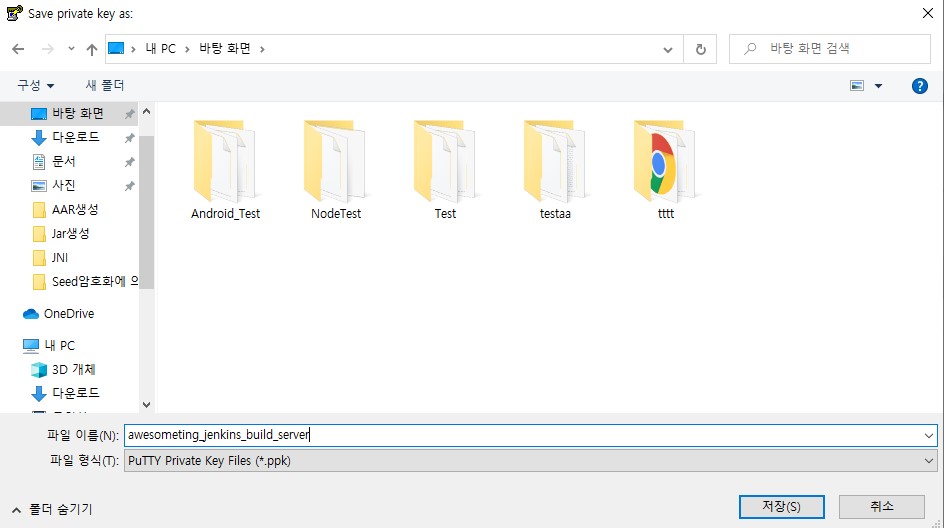 Save private key as:
내 PC
바탕 화면
바탕 화면 검색
구성
새 폴더
바탕 화면
다운로드
문서
사진
AAR생성
Jar생성
JNI
Seed암호화에 의
OneDrive
내 PC
3D 개체
다운로드
Android_Test
NodeTest
Test
testaa
tttt
파일 이름(N):
awesometing_jenkins_build_server
파일 형식(T):
PuTTY Private Key Files (*.ppk)
폴더 숨기기
저장(S)
취소